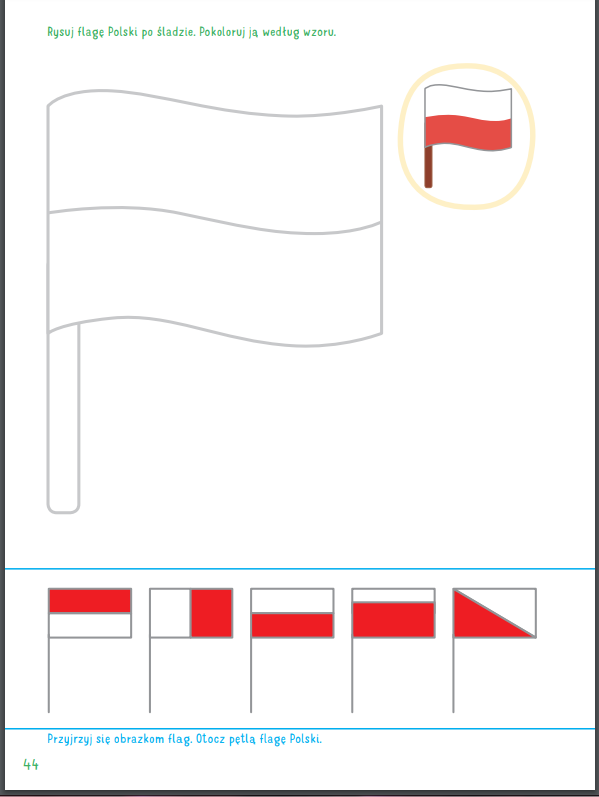 Rysuj flagę Polski po śladzie. Pokoloruj ją według wzoru.
Przyjrzyj się obrazkom flag. Otocz pętlą flagę Polski.
44